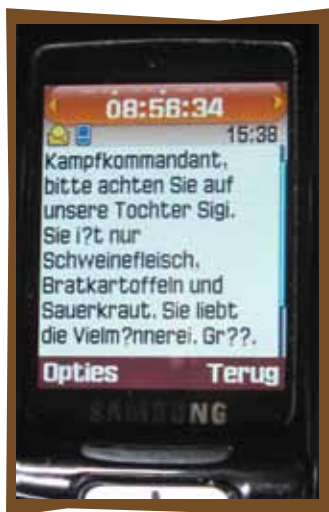 08:56:34
15:38
Kampfkommandant,
bitte achten Sie auf
unsere Tochter Sigi.
Sie i?t nur
Schweinefleisch,
Bratkartoffeln und
Sauerkraut. Sie liebt
die Vielm?nnerei. Gr??.
Opties Terug
SAMSUNG